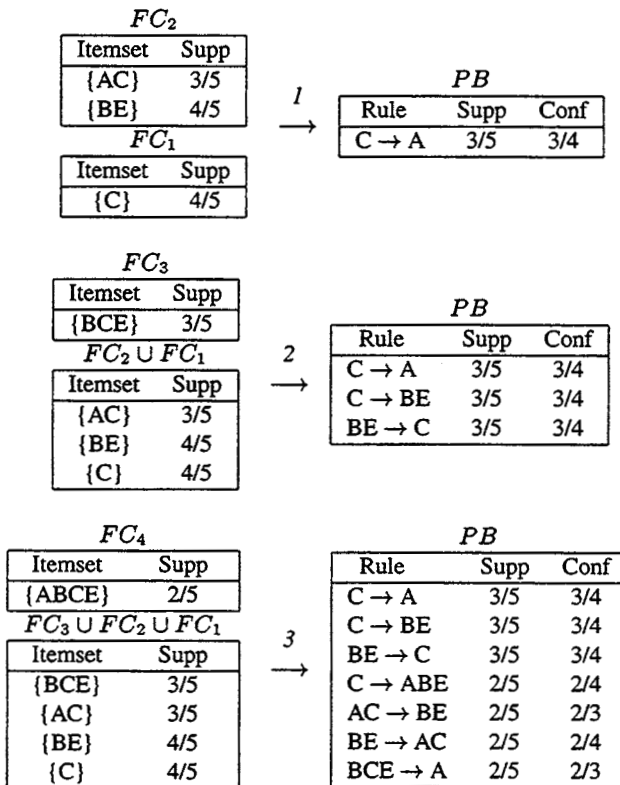 FC₂
Itemset Supp
{AC} 3/5
{BE} 4/5
FC₁
Itemset Supp
{C} 4/5
1
PB
Rule Supp Conf
C → A 3/5 3/4
FC₃
Itemset Supp
{BCE} 3/5
FC₂ ∪ FC₁
Itemset Supp
{AC} 3/5
{BE} 4/5
{C} 4/5
2
PB
Rule Supp Conf
C → A 3/5 3/4
C → BE 3/5 3/4
BE → C 3/5 3/4
FC₄
Itemset Supp
{ABCE} 2/5
FC₃ ∪ FC₂ ∪ FC₁
Itemset Supp
{BCE} 3/5
{AC} 3/5
{BE} 4/5
{C} 4/5
3
PB
Rule Supp Conf
C → A 3/5 3/4
C → BE 3/5 3/4
BE → C 3/5 3/4
C → ABE 2/5 2/4
AC → BE 2/5 2/3
BE → AC 2/5 2/4
BCE → A 2/5 2/3